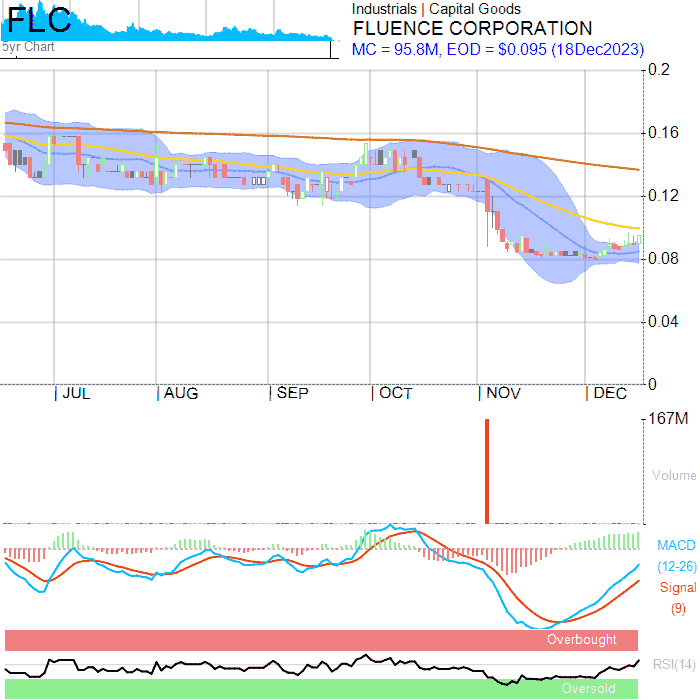 FLC
5yr Chart
Industrials | Capital Goods
FLUENCE CORPORATION
MC = 95.8M, EOD = $0.095 (18Dec2023)
0.2
0.16
0.12
0.08
0.04
0
JUL AUG SEP OCT NOV DEC
167M
Volume
MACD
(12-26)
Signal
(9)
Overbought
RSI(14)
Oversold